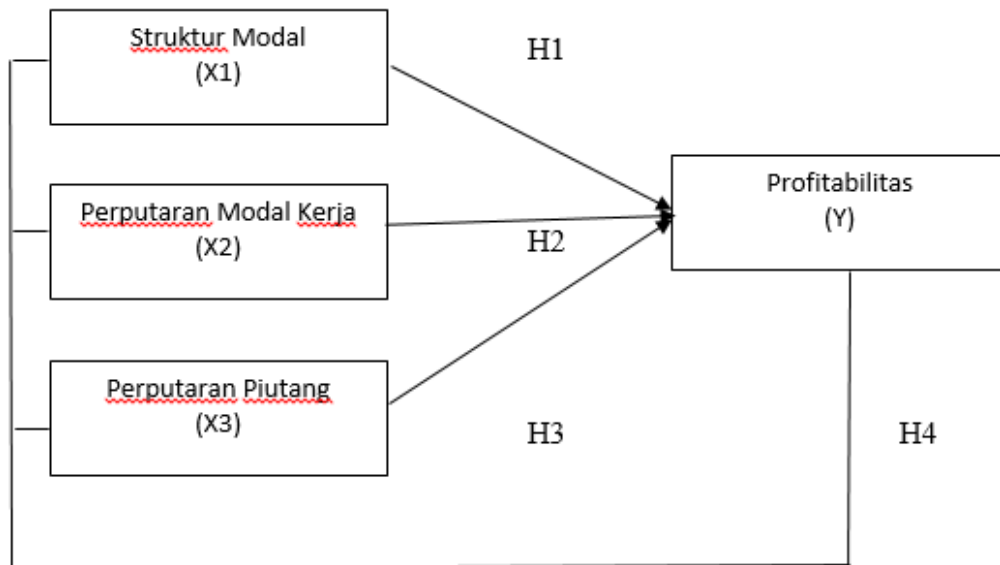 Struktur Modal
(X1)
H1
Perputaran Modal Kerja
(X2)
H2
Profitabilitas
(Y)
Perputaran Piutang
(X3)
H3
H4